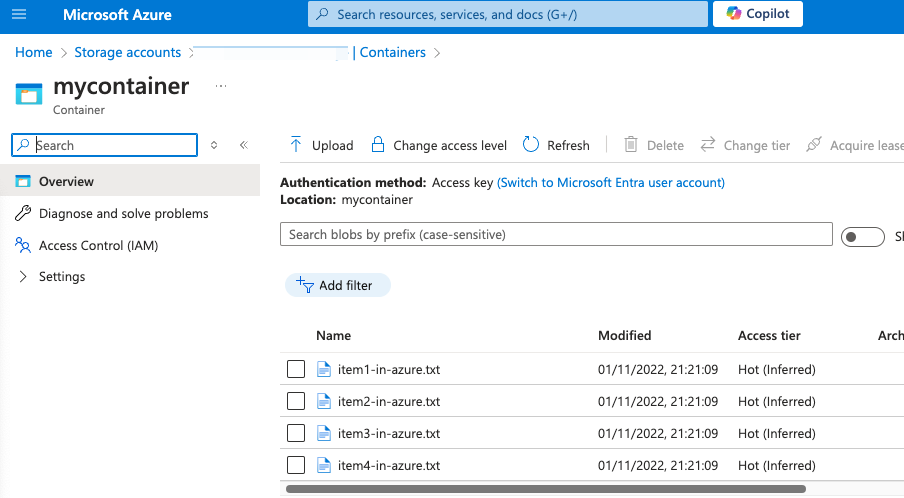 Microsoft Azure
Search resources, services, and docs (G+/)
Copilot
Home > Storage accounts > | Containers >
mycontainer ...
Container
Search
Upload Change access level Refresh Delete Change tier Acquire lease
Overview
Diagnose and solve problems
Access Control (IAM)
Settings
Authentication method: Access key (Switch to Microsoft Entra user account)
Location: mycontainer
Search blobs by prefix (case-sensitive)
Add filter
Name Modified Access tier Arch
item1-in-azure.txt 01/11/2022, 21:21:09 Hot (Inferred)
item2-in-azure.txt 01/11/2022, 21:21:09 Hot (Inferred)
item3-in-azure.txt 01/11/2022, 21:21:09 Hot (Inferred)
item4-in-azure.txt 01/11/2022, 21:21:09 Hot (Inferred)